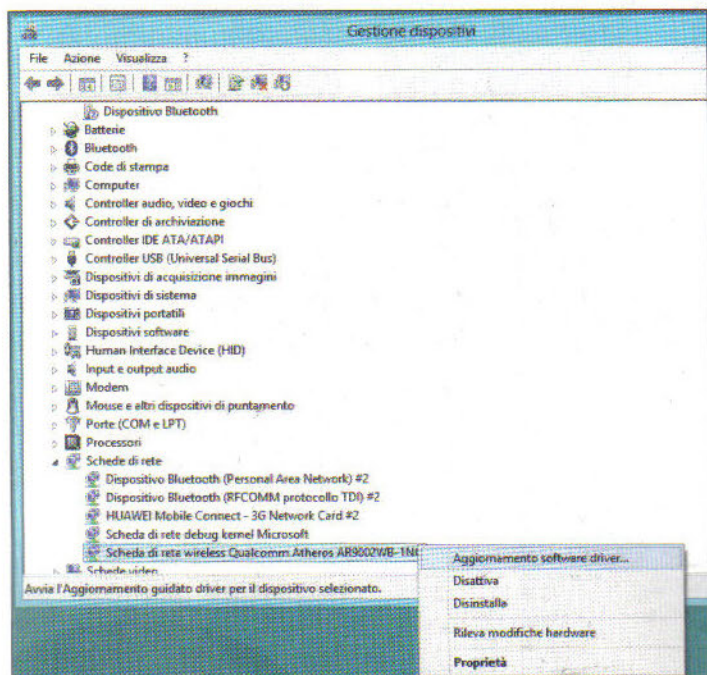 Gestione dispositivi
File Azione Visualizza ?
Dispositivo Bluetooth
Batterie
Bluetooth
Code di stampa
Computer
Controller audio, video e giochi
Controller di archiviazione
Controller IDE ATA/ATAPI
Controller USB (Universal Serial Bus)
Dispositivi di acquisizione immagini
Dispositivi di sistema
Dispositivi portatili
Dispositivi software
Human Interface Device (HID)
Input e output audio
Modem
Mouse e altri dispositivi di puntamento
Porte (COM e LPT)
Processori
Schede di rete
Dispositivo Bluetooth (Personal Area Network) #2
Dispositivo Bluetooth (RFCOMM protocollo TDI) #2
HUAWEI Mobile Connect - 3G Network Card #2
Scheda di rete debug kernel Microsoft
Scheda di rete wireless Qualcomm Atheros AR9002WB-1NG
Schede video
Avvia l'Aggiornamento guidato driver per il dispositivo selezionato.
Aggiornamento software driver...
Disattiva
Disinstalla
Rileva modifiche hardware
Proprietà